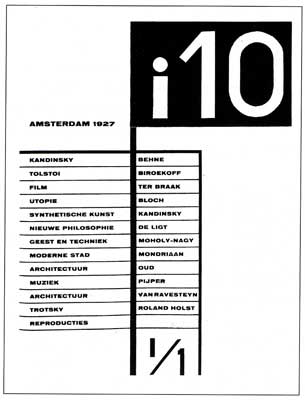 i10
AMSTERDAM 1927
KANDINSKY BEHNE
TOLSTOI BIROEKOFF
FILM TER BRAAK
UTOPIE BLOCH
SYNTHETISCHE KUNST KANDINSKY
NIEUWE PHILOSOPHIE DE LIGT
GEEST EN TECHNIEK MOHOLY-NAGY
MODERNE STAD MONDRIAAN
ARCHITECTUUR OUD
MUZIEK PIJPER
ARCHITECTUUR VAN RAVESTEYN
TROTSKY ROLAND HOLST
REPRODUCTIES
1/1